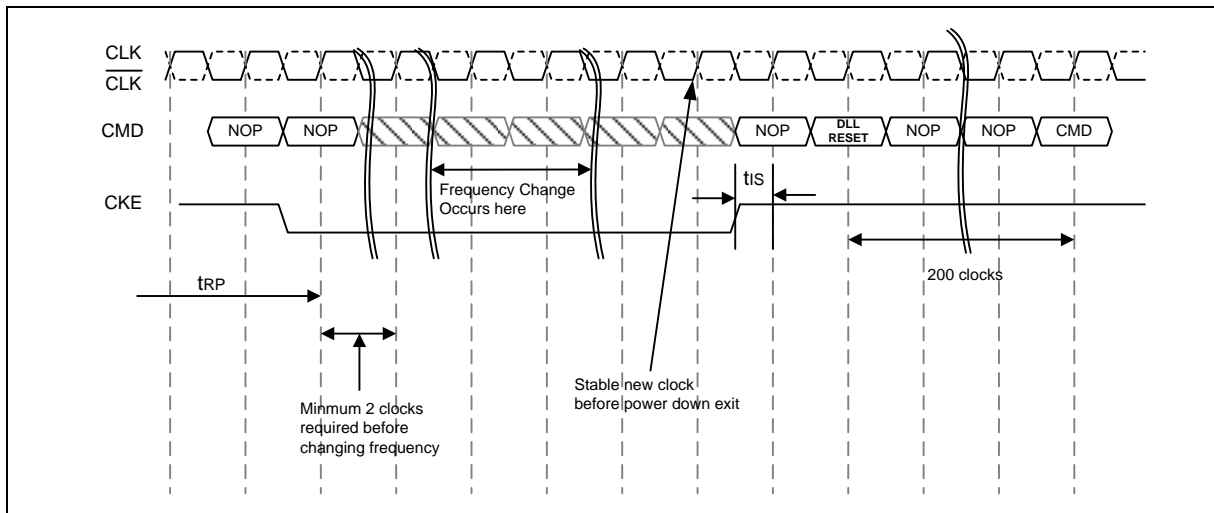 CLK
CLK
CMD
NOP
NOP
NOP
DLL
RESET
NOP
NOP
CMD
Frequency Change
Occurs here
tIS
CKE
200 clocks
tRP
Stable new clock
before power down exit
Minmum 2 clocks
required before
changing frequency